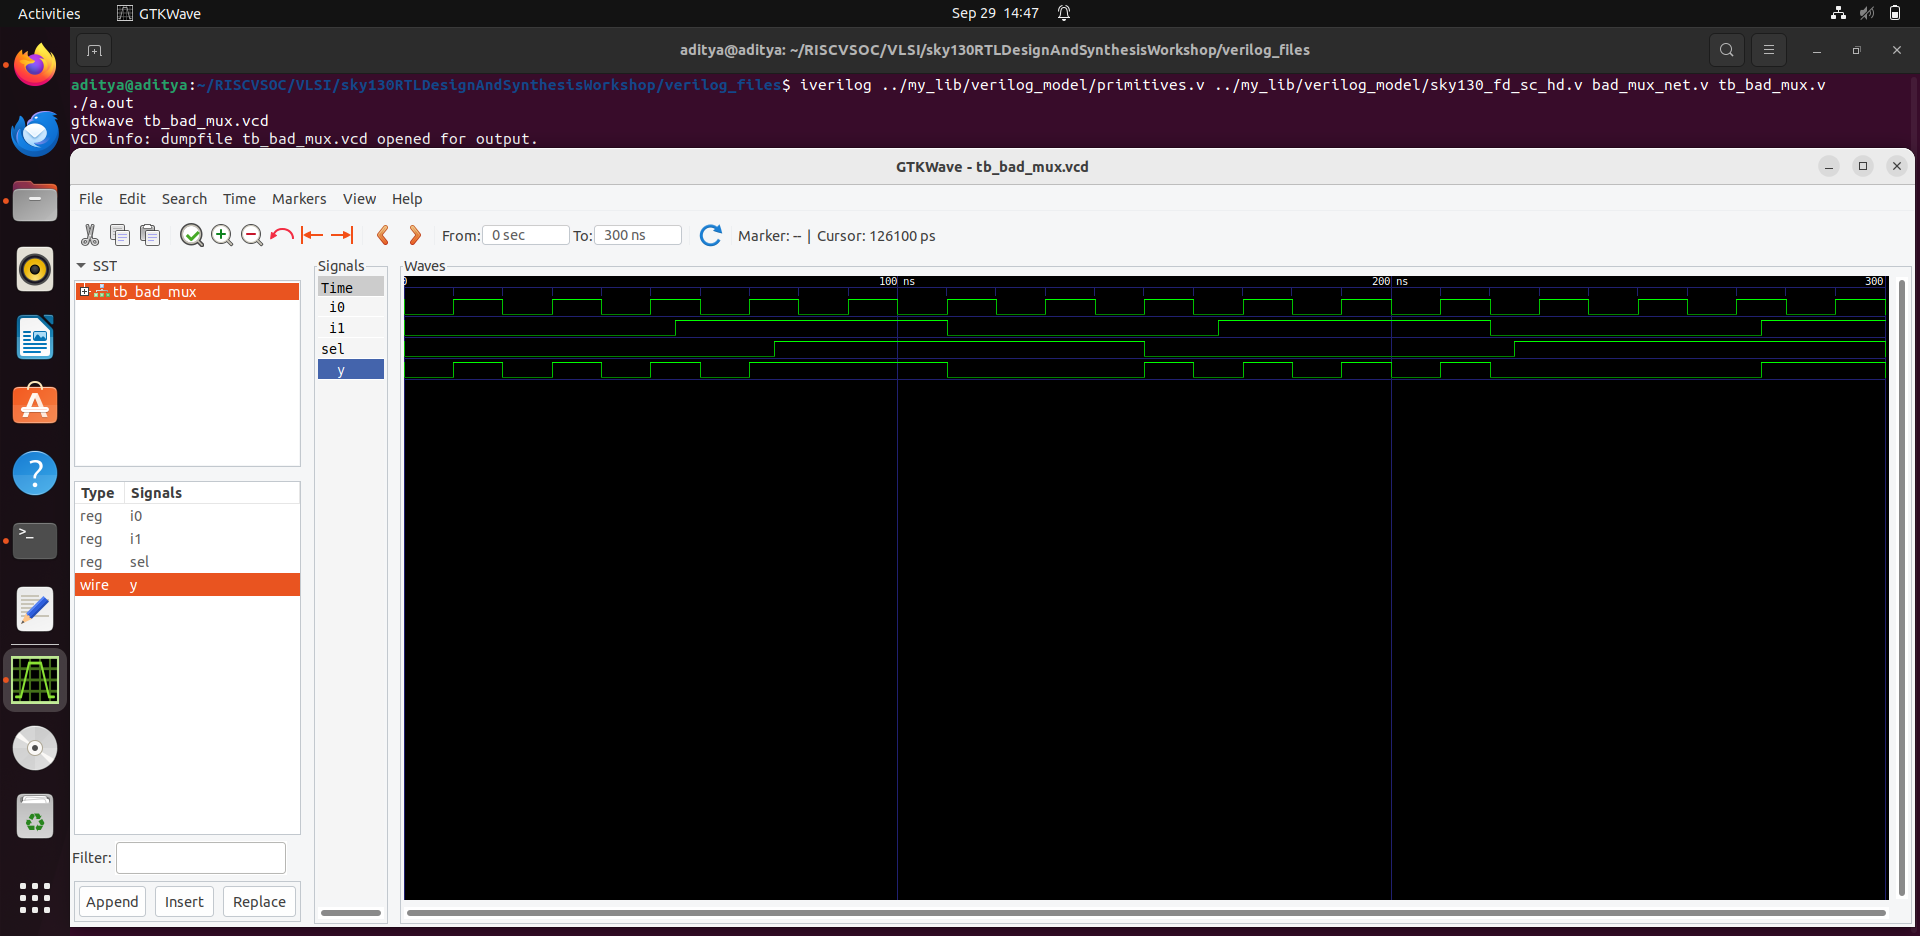 Activities GTKWave Sep 29 14:47
aditya@aditya: ~/RISCVSOC/VLSI/sky130RTLDesignAndSynthesisWorkshop/verilog_files
aditya@aditya:~/RISCVSOC/VLSI/sky130RTLDesignAndSynthesisWorkshop/verilog_files$ iverilog ../my_lib/verilog_model/primitives.v ../my_lib/verilog_model/sky130_fd_sc_hd.v bad_mux_net.v tb_bad_mux.v
./a.out
gtkwave tb_bad_mux.vcd
VCD info: dumpfile tb_bad_mux.vcd opened for output.
GTKWave - tb_bad_mux.vcd
File Edit Search Time Markers View Help
From: 0 sec To: 300 ns Marker: -- | Cursor: 126100 ps
SST
tb_bad_mux
Type Signals
reg i0
reg i1
reg sel
wire y
Filter:
Append Insert Replace
Signals
Time
i0
i1
sel
y
Waves
0 100 ns 200 ns 300